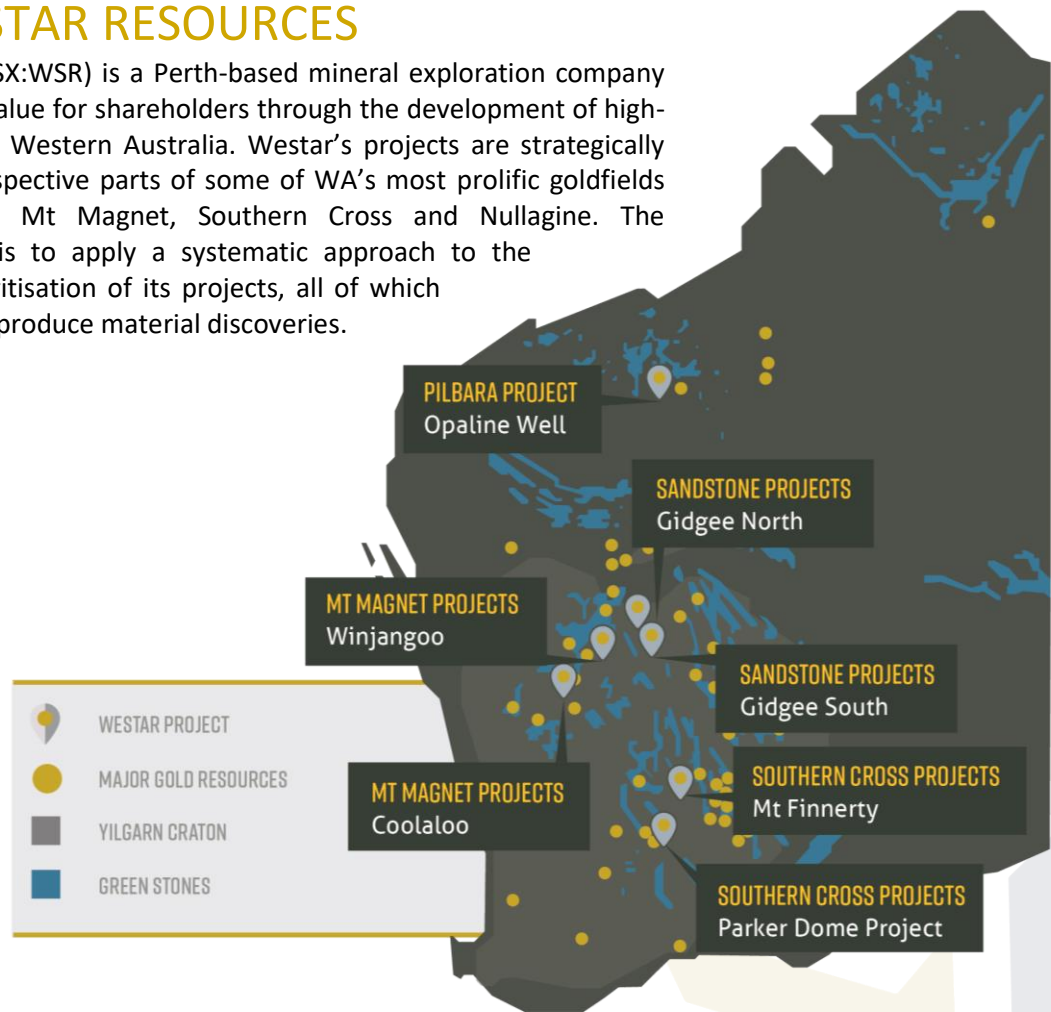 STAR RESOURCES
SX:WSR) is a Perth-based mineral exploration company
alue for shareholders through the development of high-
Western Australia. Westar’s projects are strategically
spective parts of some of WA’s most prolific goldfields
Mt Magnet, Southern Cross and Nullagine. The
is to apply a systematic approach to the
ritisation of its projects, all of which
produce material discoveries.
PILBARA PROJECT
Opaline Well
SANDSTONE PROJECTS
Gidgee North
MT MAGNET PROJECTS
Winjangoo
SANDSTONE PROJECTS
Gidgee South
WESTAR PROJECT
MAJOR GOLD RESOURCES
YILGARN CRATON
GREEN STONES
MT MAGNET PROJECTS
Coolaloo
SOUTHERN CROSS PROJECTS
Mt Finnerty
SOUTHERN CROSS PROJECTS
Parker Dome Project